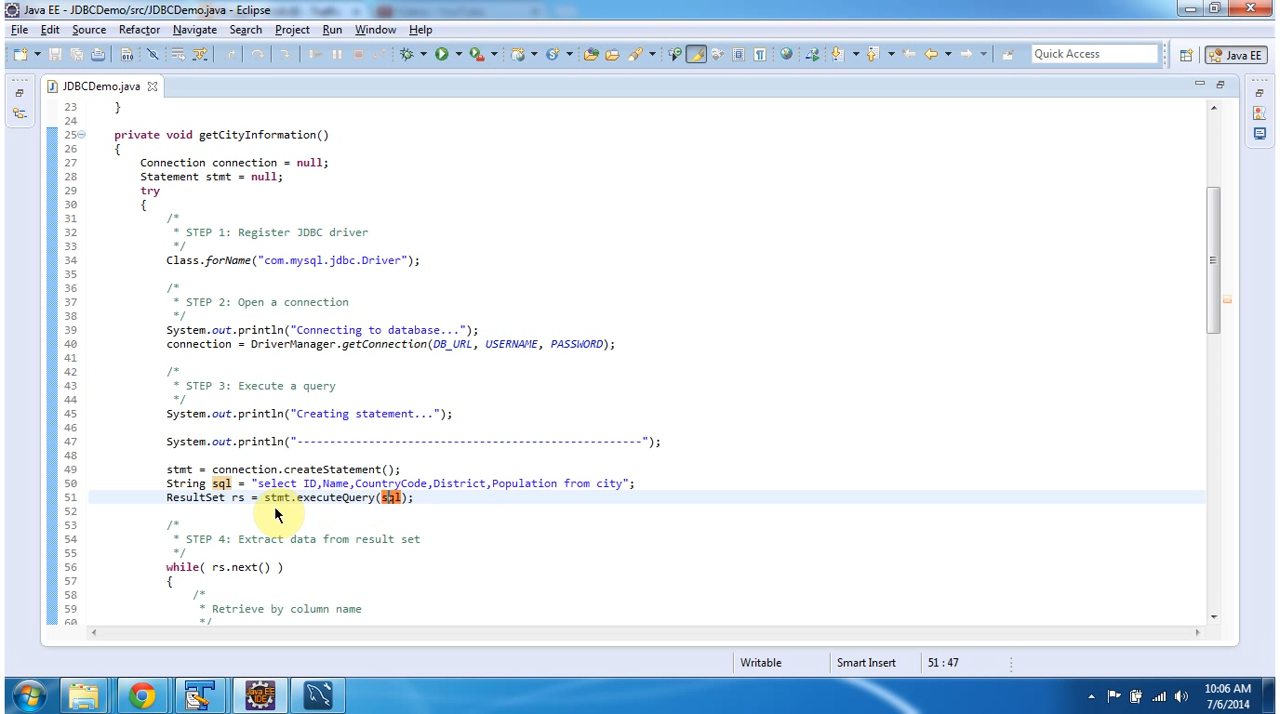 Java EE - JDBCDemo/src/JDBCDemo.java - Eclipse
File Edit Source Refactor Navigate Search Project Run Window Help
Quick Access
Java EE
JDBCDemo.java
23 }
24
25 private void getCityInformation()
26 {
27 Connection connection = null;
28 Statement stmt = null;
29 try
30 {
31 /*
32 * STEP 1: Register JDBC driver
33 */
34 Class.forName("com.mysql.jdbc.Driver");
35
36 /*
37 * STEP 2: Open a connection
38 */
39 System.out.println("Connecting to database...");
40 connection = DriverManager.getConnection(DB_URL, USERNAME, PASSWORD);
41
42 /*
43 * STEP 3: Execute a query
44 */
45 System.out.println("Creating statement...");
46
47 System.out.println("-----------------------------------------------------");
48
49 stmt = connection.createStatement();
50 String sql = "select ID,Name,CountryCode,District,Population from city";
51 ResultSet rs = stmt.executeQuery(sql);
52
53 /*
54 * STEP 4: Extract data from result set
55 */
56 while( rs.next() )
57 {
58 /*
59 * Retrieve by column name
60 */
Writable Smart Insert 51 : 47
Java EE
IDE
10:06 AM
7/6/2014